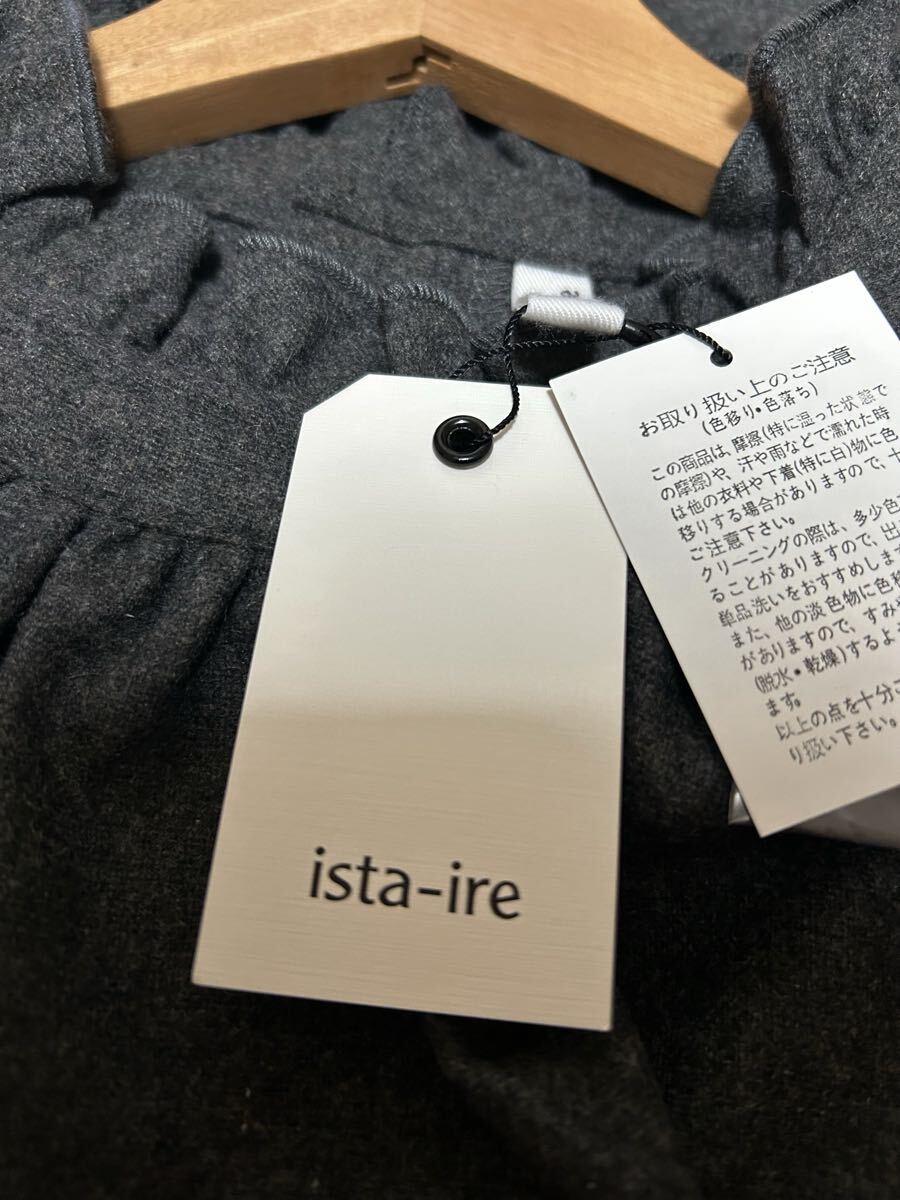 お取り扱い上のご注意
(色移り・色落ち)
この商品は、摩擦(特に湿った状態で
の摩擦)や、汗や雨などで濡れた時
は他の衣料や下着(特に白)物に色
移りする場合がありますので、十
ご注意下さい。
クリーニングの際は、多少色
ることがありますので、出
単品洗いをおすすめします
また、他の淡色物に色移
がありますので、すみや
(脱水・乾燥)するよ
ます。
以上の点を十分ご
り扱い下さい。
ista-ire